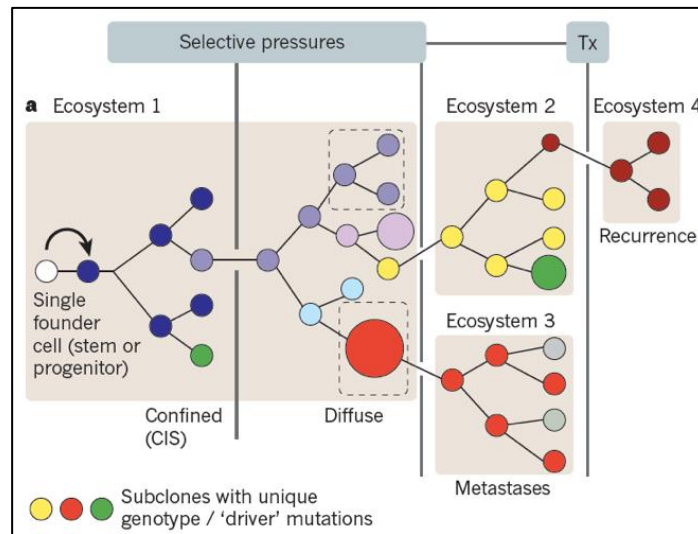 Selective pressures
Tx
a Ecosystem 1
Ecosystem 2
Ecosystem 4
Single
founder
cell (stem or
progenitor)
Recurrence
Ecosystem 3
Confined
(CIS)
Diffuse
Metastases
Subclones with unique
genotype / ‘driver’ mutations